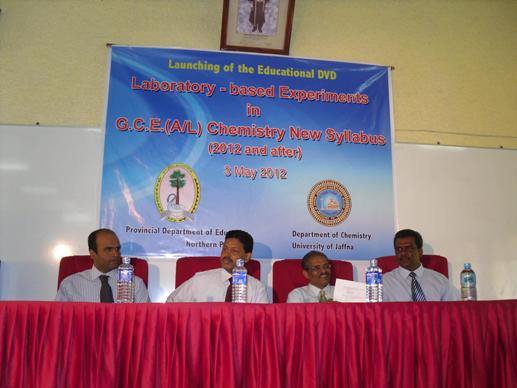 Launching of the Educational DVD
Laboratory - based Experiments
in
G.C.E.(A/L) Chemistry New Syllabus
(2012 and after)
3 May 2012
Provincial Department of
Northern
Department of Chemistry
University of Jaffna